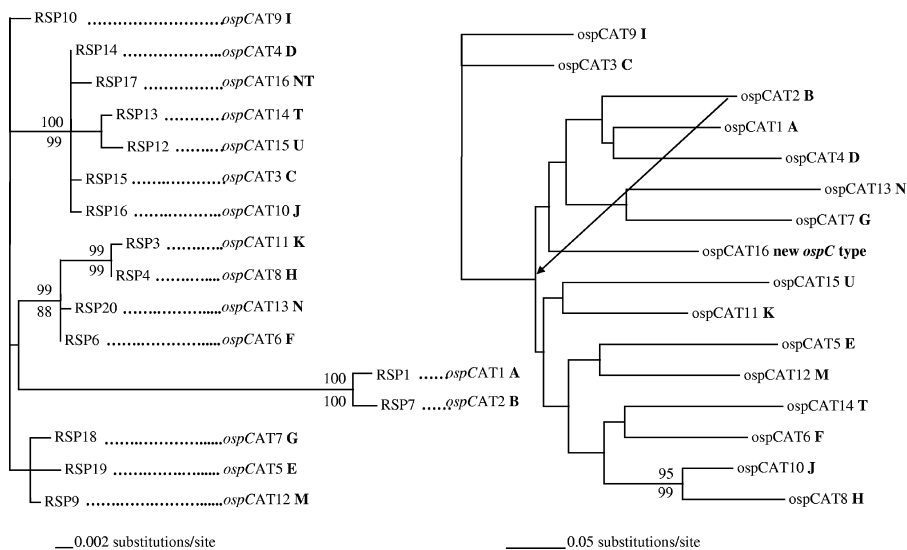 RSP10 ........................ospCAT9 I
RSP14 ..................ospCAT4 D
RSP17 ..............ospCAT16 NT
RSP13 ............ospCAT14 T
RSP12 ..........ospCAT15 U
100
99
RSP15 ................ospCAT3 C
RSP16 ................ospCAT10 J
RSP3 ............ospCAT11 K
RSP4 ............ospCAT8 H
99
99
99
88
RSP20 ..................ospCAT13 N
RSP6 ....................ospCAT6 F
RSP1 ......ospCAT1 A
RSP7 ......ospCAT2 B
100
100
RSP18 ......................ospCAT7 G
RSP19 ....................ospCAT5 E
RSP9 ........................ospCAT12 M
0.002 substitutions/site
ospCAT9 I
ospCAT3 C
ospCAT2 B
ospCAT1 A
ospCAT4 D
ospCAT13 N
ospCAT7 G
ospCAT16 new ospC type
ospCAT15 U
ospCAT11 K
ospCAT5 E
ospCAT12 M
ospCAT14 T
ospCAT6 F
95
99
ospCAT10 J
ospCAT8 H
0.05 substitutions/site